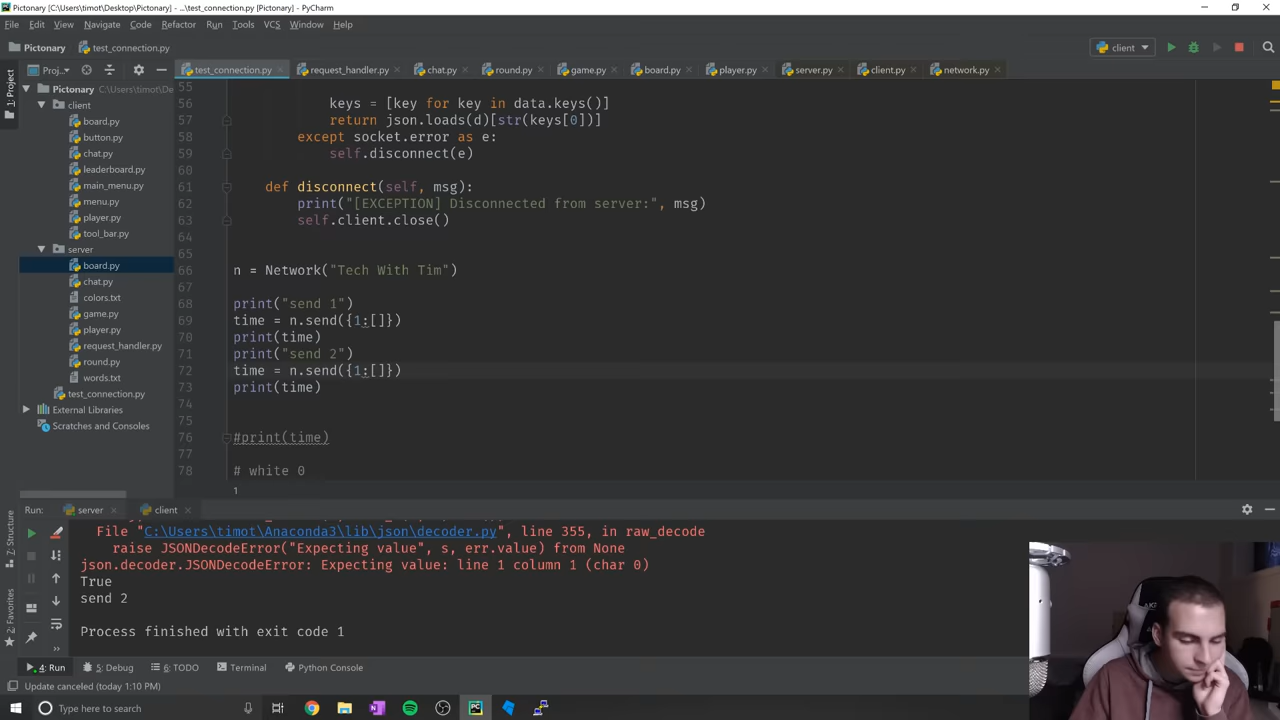 Pictonary [C:\Users\timot\Desktop\Pictonary] - ...\test_connection.py [Pictonary] - PyCharm
File Edit View Navigate Code Refactor Run Tools VCS Window Help
Pictonary test_connection.py client
1: Project Proj... test_connection.py request_handler.py chat.py round.py game.py board.py player.py server.py client.py network.py
Pictonary C:\Users\timot\De
client
board.py
button.py
chat.py
leaderboard.py
main_menu.py
menu.py
player.py
tool_bar.py
server
board.py
chat.py
colors.txt
game.py
player.py
request_handler.py
round.py
words.txt
test_connection.py
External Libraries
Scratches and Consoles
55
56 keys = [key for key in data.keys()]
57 return json.loads(d)[str(keys[0])]
58 except socket.error as e:
59 self.disconnect(e)
60
61 def disconnect(self, msg):
62 print("[EXCEPTION] Disconnected from server:", msg)
63 self.client.close()
64
65
66 n = Network("Tech With Tim")
67
68 print("send 1")
69 time = n.send({1:[]})
70 print(time)
71 print("send 2")
72 time = n.send({1:[]})
73 print(time)
74
75
76 #print(time)
77
78 # white 0
1
Run: server client
File "C:\Users\timot\Anaconda3\lib\json\decoder.py", line 355, in raw_decode
raise JSONDecodeError("Expecting value", s, err.value) from None
json.decoder.JSONDecodeError: Expecting value: line 1 column 1 (char 0)
True
send 2
Process finished with exit code 1
7: Structure
2: Favorites
4: Run 5: Debug 6: TODO Terminal Python Console
Update canceled (today 1:10 PM)
Type here to search